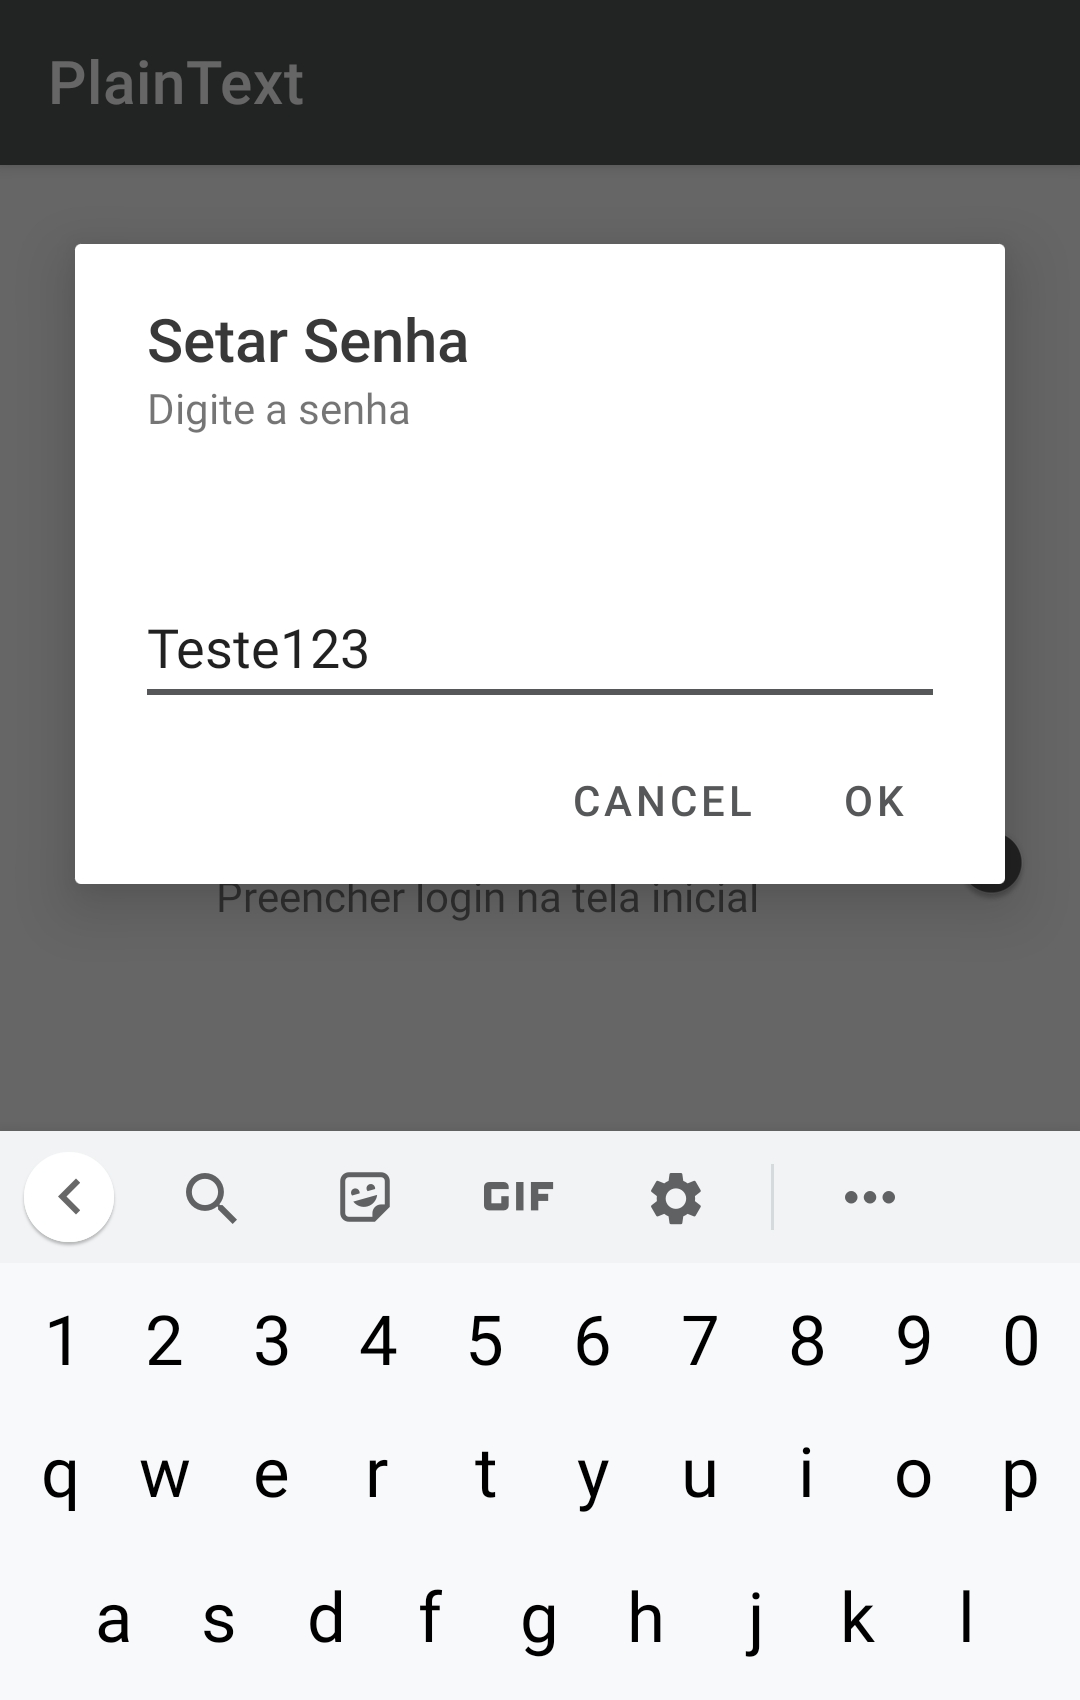 PlainText
Setar Senha
Digite a senha
Teste123
CANCEL OK
Preencher login na tela inicial
GIF
1 2 3 4 5 6 7 8 9 0
q w e r t y u i o p
a s d f g h j k l